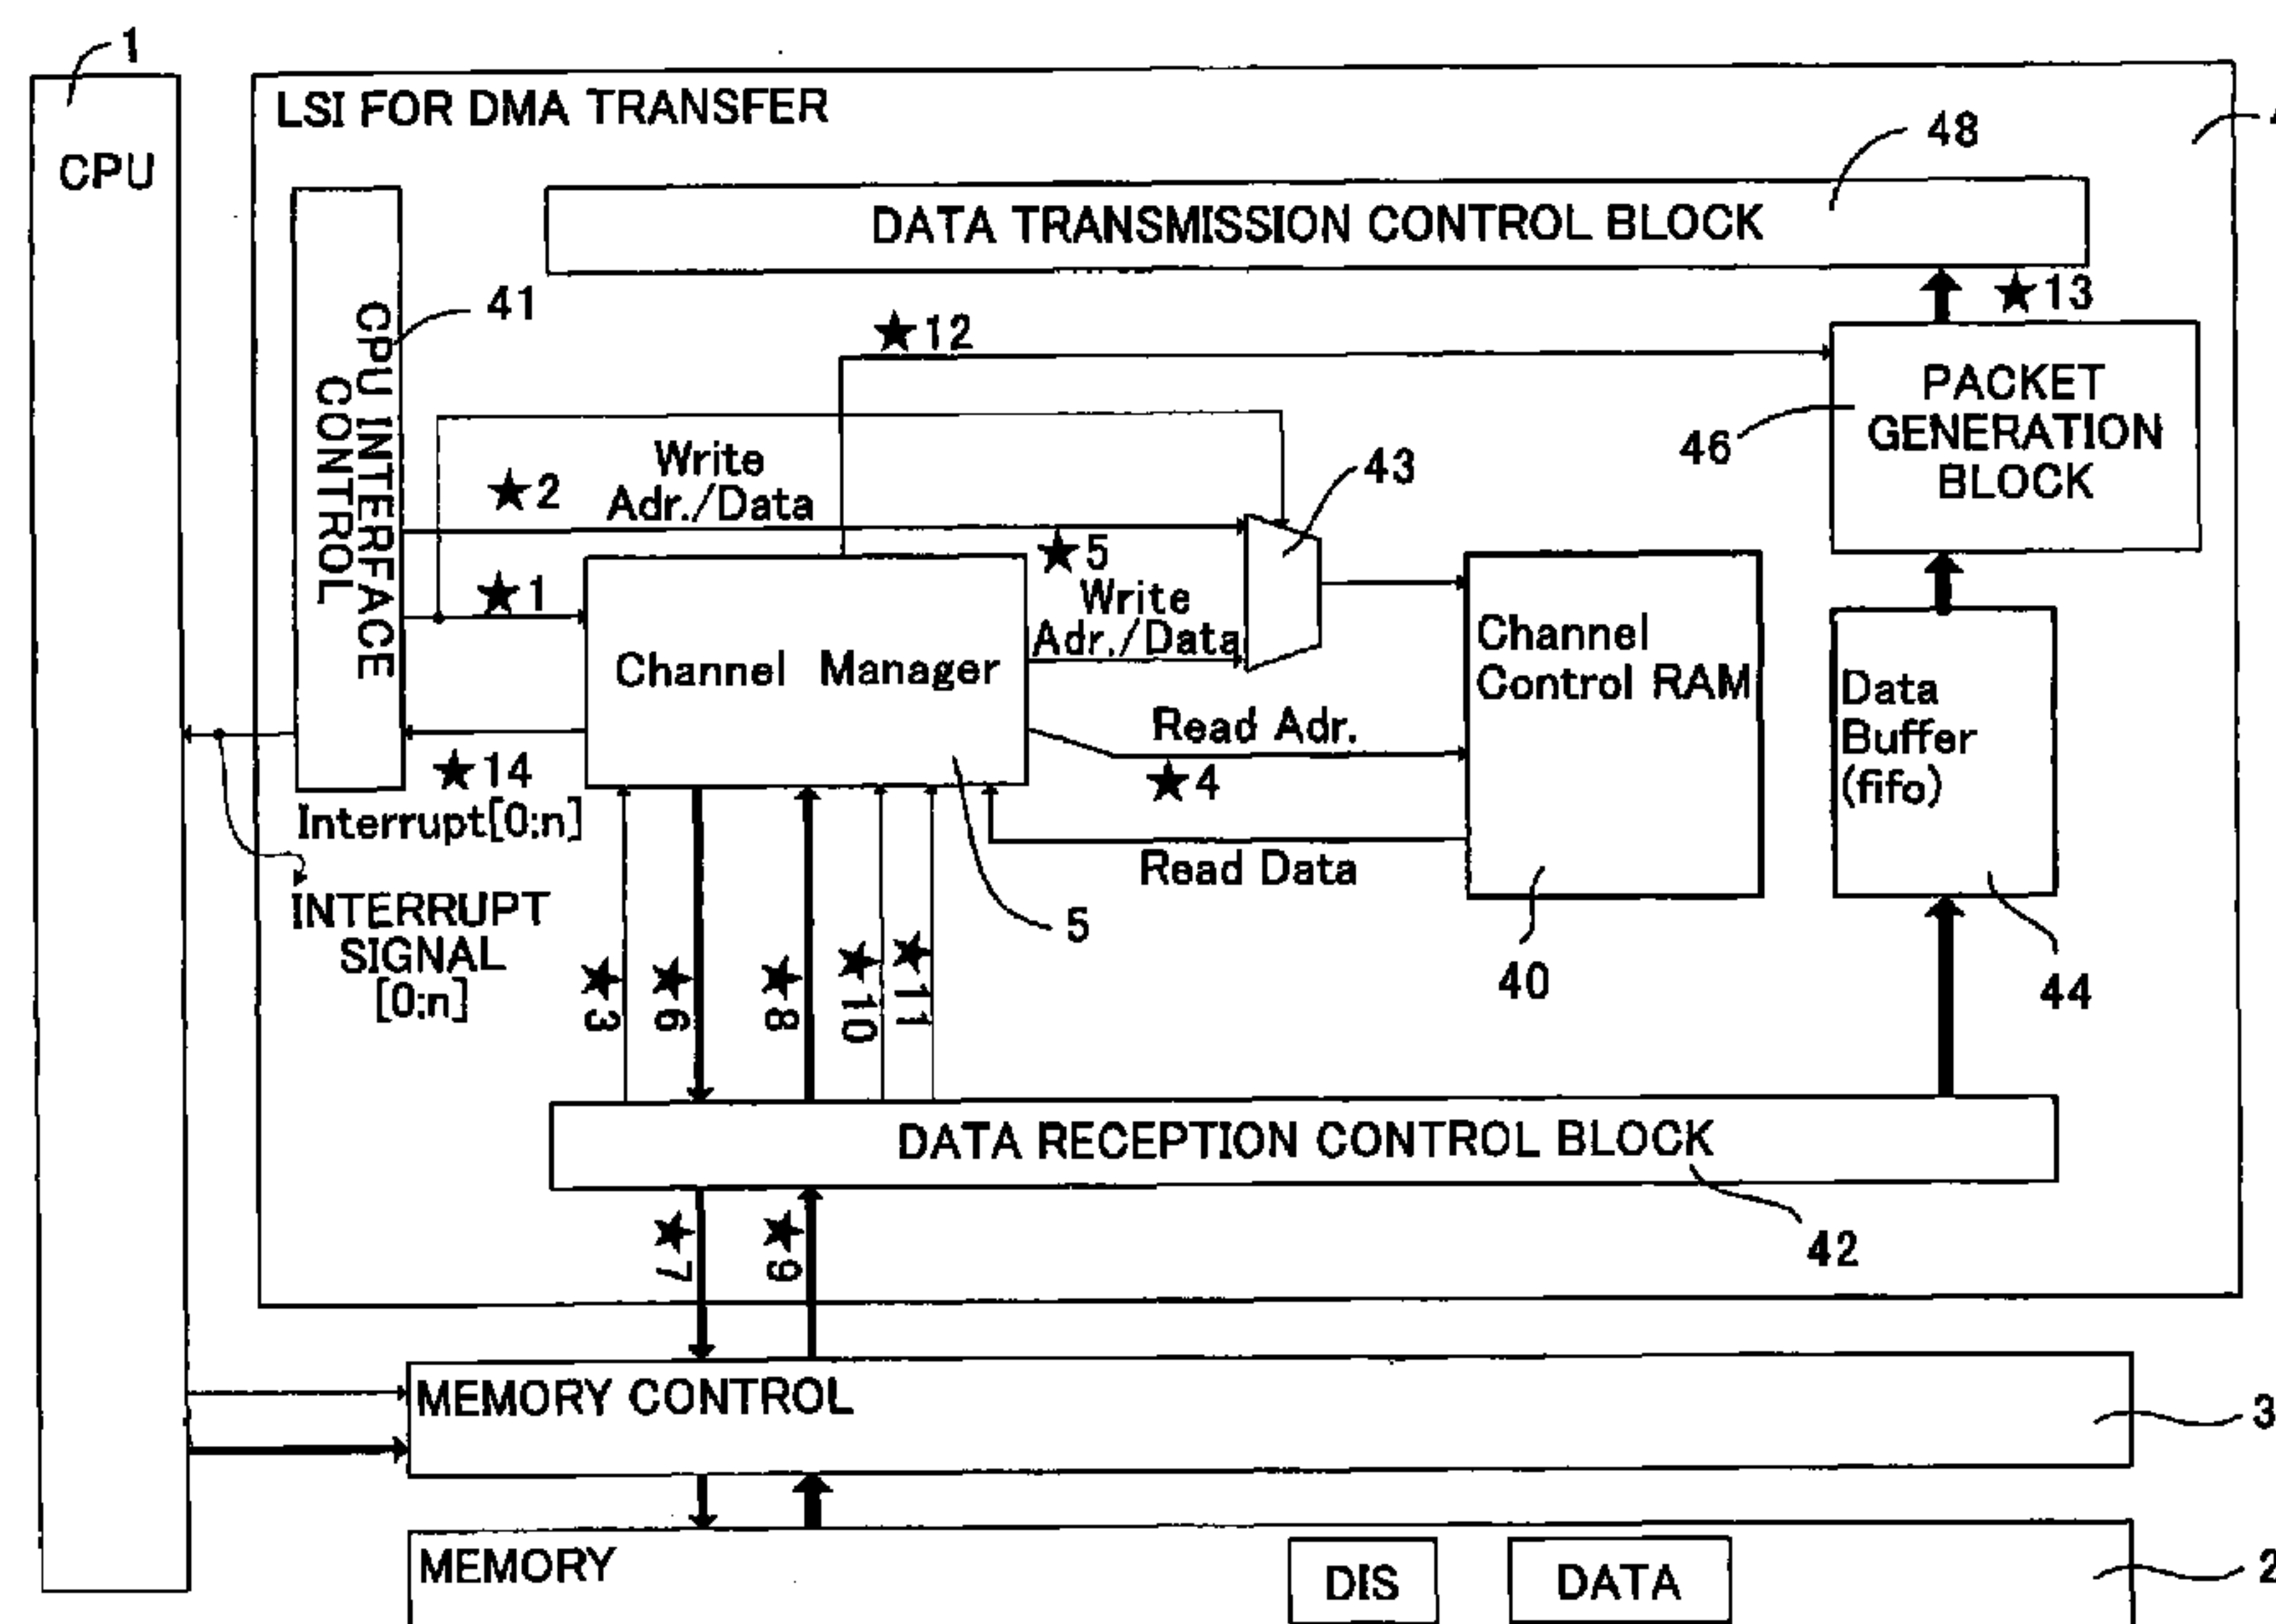 1
CPU
LSI FOR DMA TRANSFER
4
48
DATA TRANSMISSION CONTROL BLOCK
CPU INTERFACE
CONTROL
41
★12
★13
PACKET
GENERATION
BLOCK
46
★2
Write
Adr./Data
43
★5
Write
Adr./Data
★1
Channel Manager
Channel
Control RAM
Data
Buffer
(fifo)
Read Adr.
★4
Read Data
★14
Interrupt[0:n]
INTERRUPT
SIGNAL
[0:n]
5
40
44
★3
★6
★8
★10
★11
DATA RECEPTION CONTROL BLOCK
42
★7
★9
MEMORY CONTROL
3
MEMORY
DIS
DATA
2